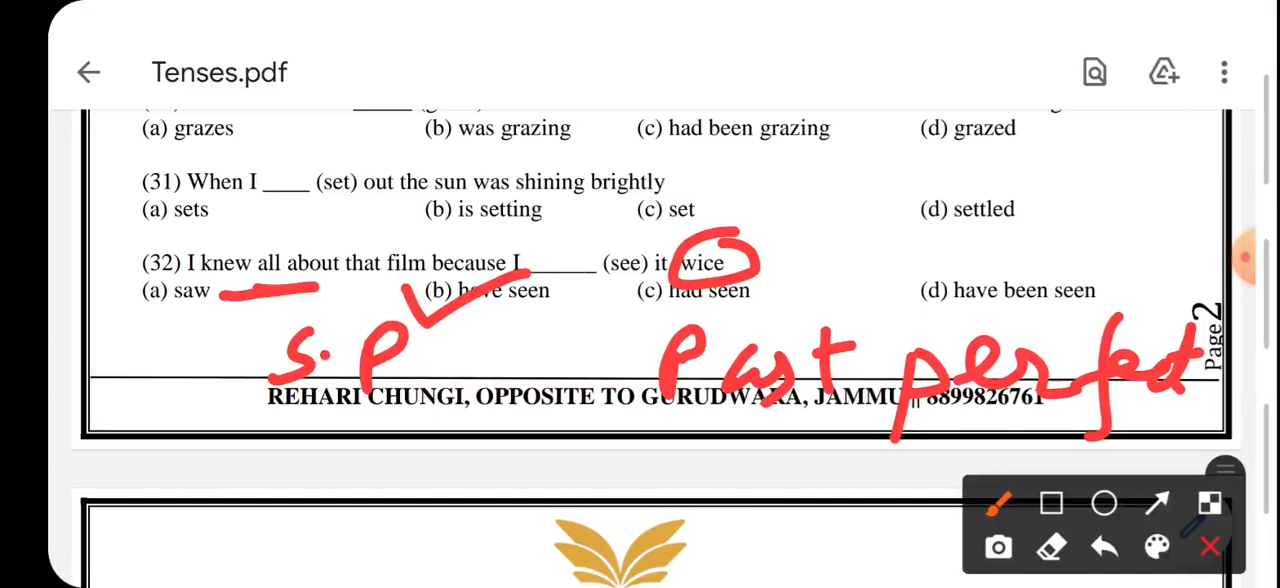 Tenses.pdf
(a) grazes (b) was grazing (c) had been grazing (d) grazed
(31) When I ____ (set) out the sun was shining brightly
(a) sets (b) is setting (c) set (d) settled
(32) I knew all about that film because I ______ (see) it twice
(a) saw (b) have seen (c) had seen (d) have been seen
S.P Past perfect
Page 2
REHARI CHUNGI, OPPOSITE TO GURUDWARA, JAMMU || 8899826761